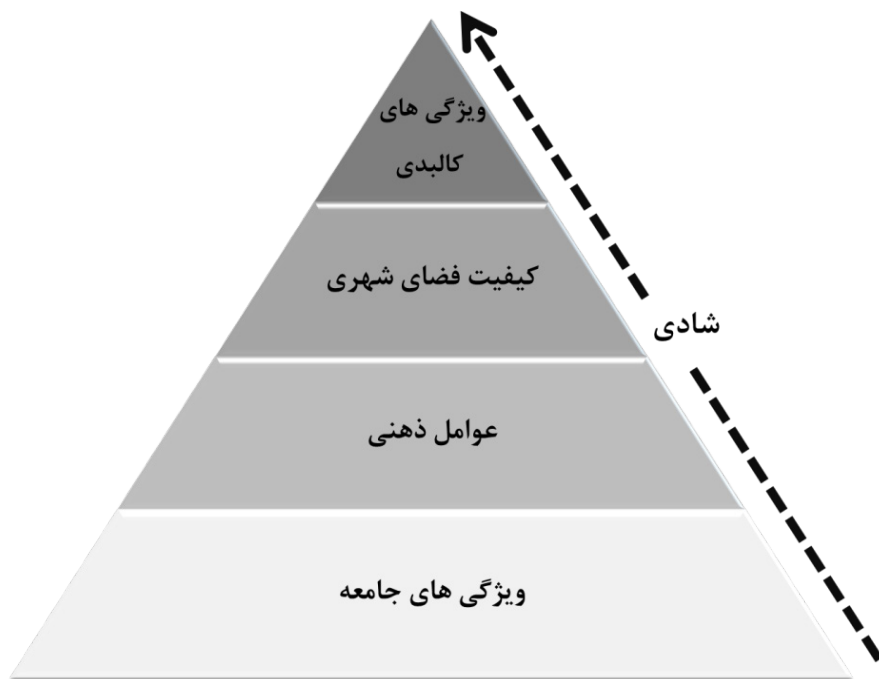 ویژگی های
کالبدی
کیفیت فضای شهری
شادی
عوامل ذهنی
ویژگی های جامعه